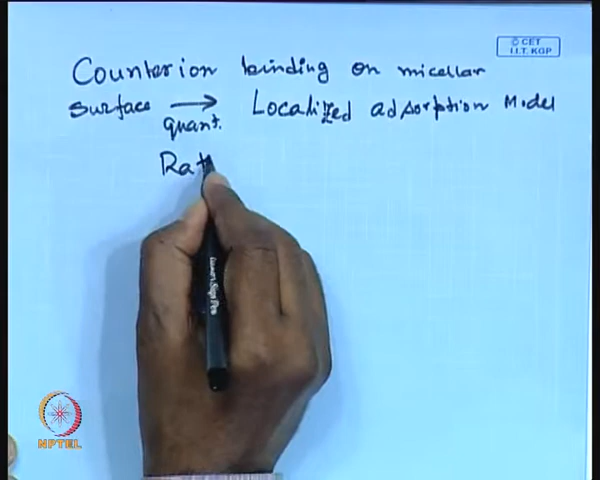 © CET
I.I.T. KGP
Counterion binding on micellar
surface → Localized adsorption Model
quant.
Rat
NPTEL